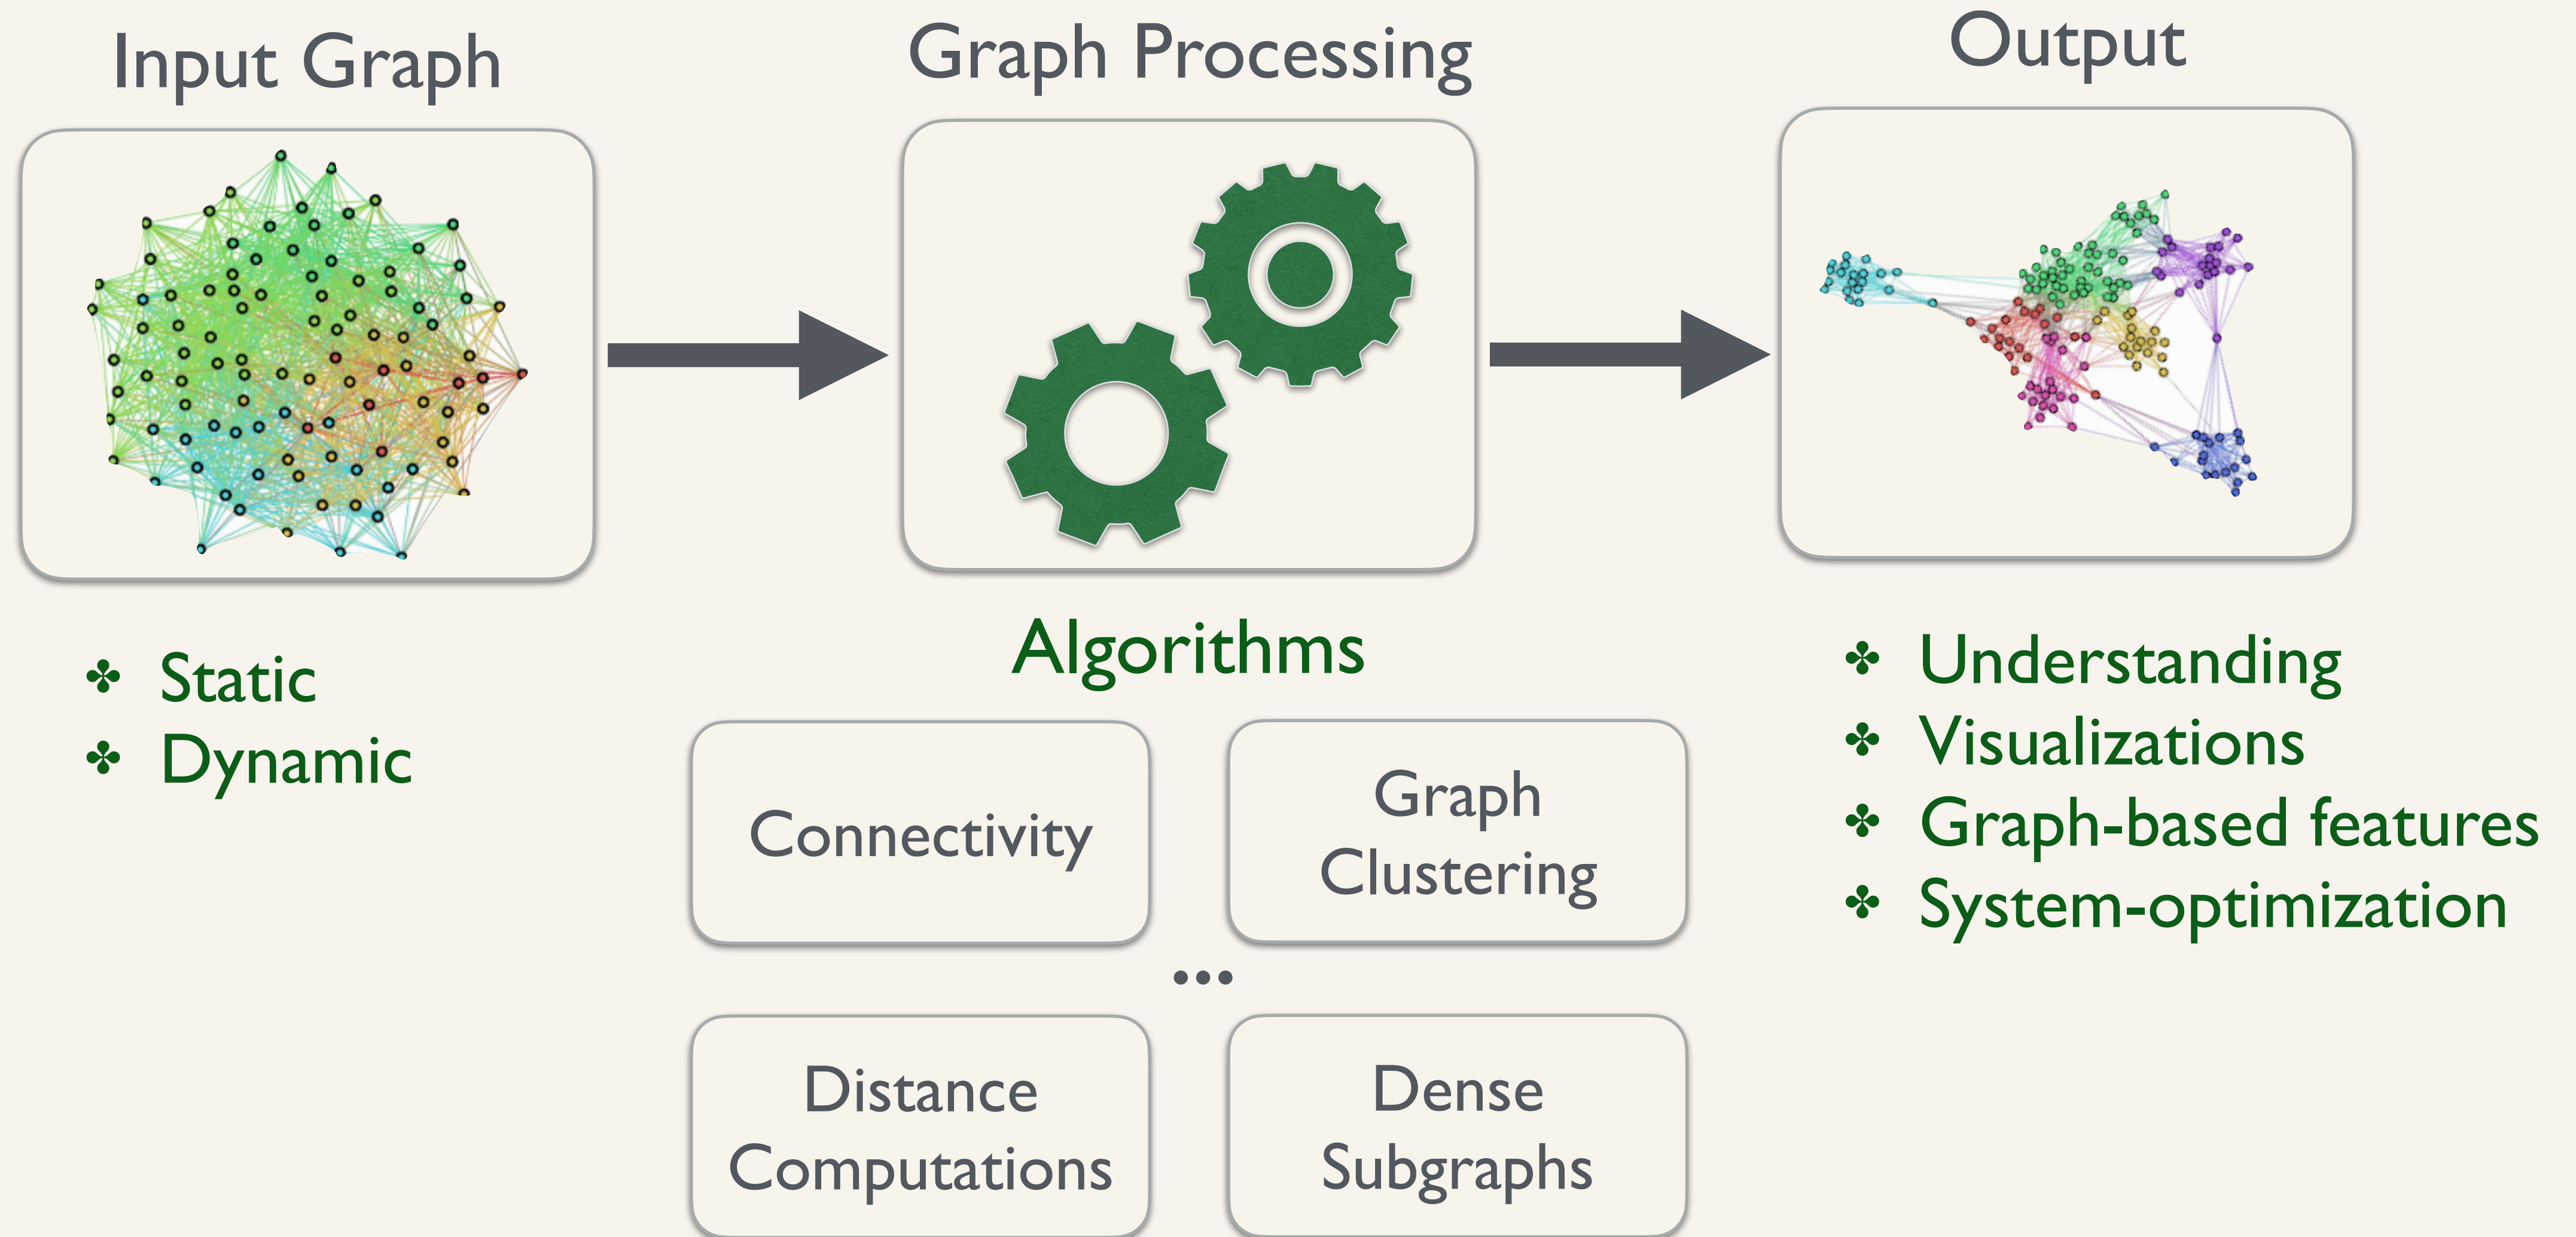 Input Graph
Graph Processing
Output
✤ Static
✤ Dynamic
Algorithms
Connectivity
Graph
Clustering
...
Distance
Computations
Dense
Subgraphs
✤ Understanding
✤ Visualizations
✤ Graph-based features
✤ System-optimization